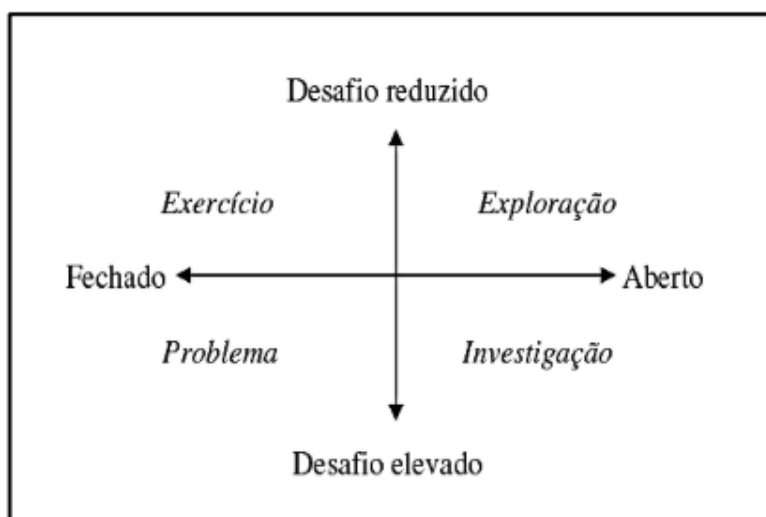 Desafio reduzido
Exercício Exploração
Fechado Aberto
Problema Investigação
Desafio elevado